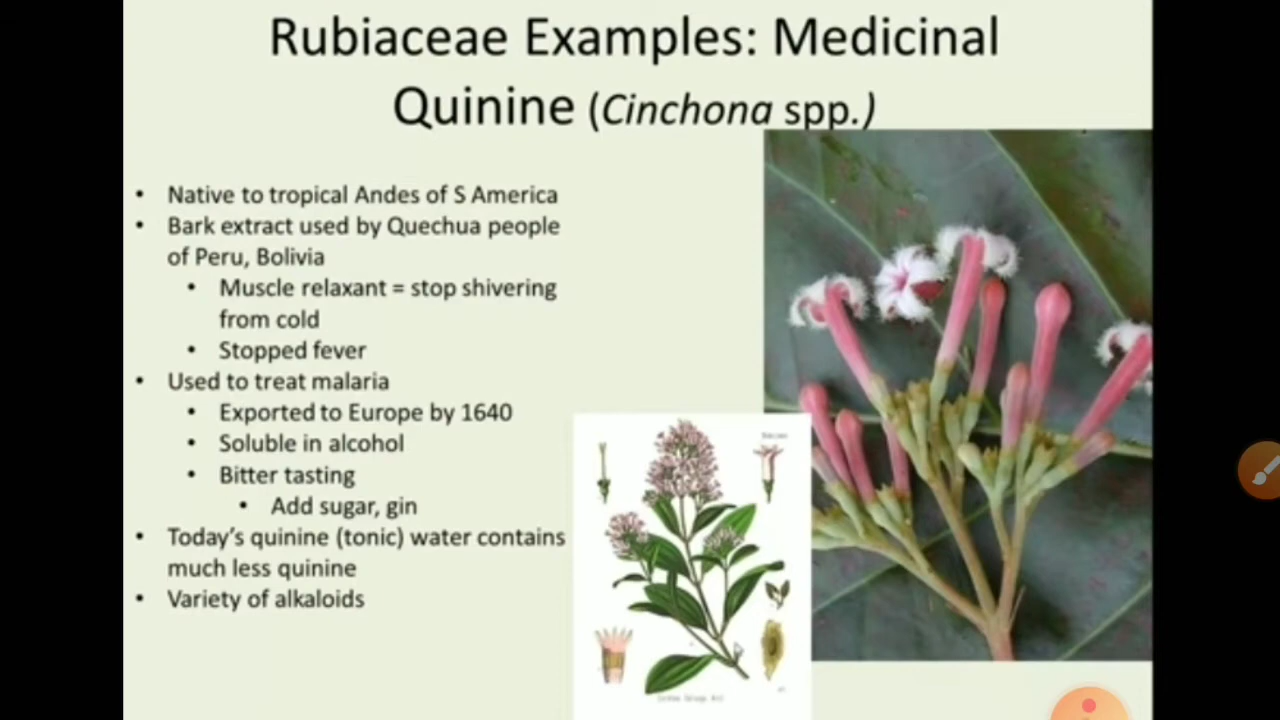 Rubiaceae Examples: Medicinal
Quinine (Cinchona spp.)
• Native to tropical Andes of S America
• Bark extract used by Quechua people
of Peru, Bolivia
• Muscle relaxant = stop shivering
from cold
• Stopped fever
• Used to treat malaria
• Exported to Europe by 1640
• Soluble in alcohol
• Bitter tasting
• Add sugar, gin
• Today's quinine (tonic) water contains
much less quinine
• Variety of alkaloids